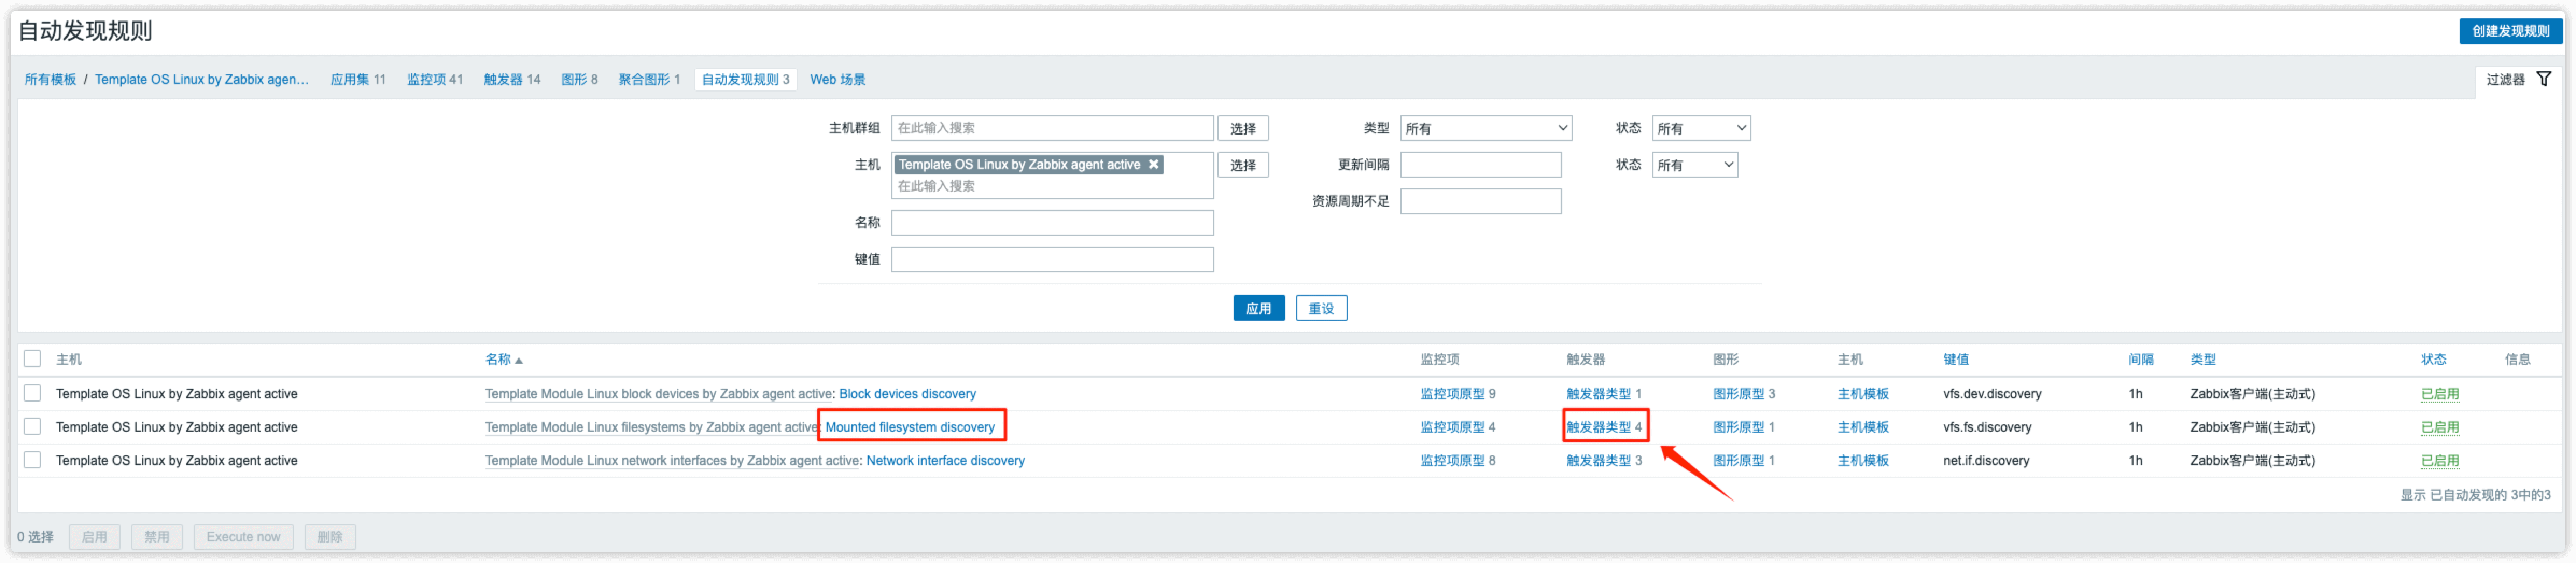 自动发现规则
创建发现规则
所有模板 / Template OS Linux by Zabbix agen... 应用集 11 监控项 41 触发器 14 图形 8 聚合图形 1 自动发现规则 3 Web 场景 过滤器
主机群组 在此输入搜索 选择 类型 所有 状态 所有
主机 Template OS Linux by Zabbix agent active 选择 更新间隔 状态 所有
在此输入搜索
资源周期不足
名称
键值
应用 重设
主机 名称 监控项 触发器 图形 主机 键值 间隔 类型 状态 信息
Template OS Linux by Zabbix agent active Template Module Linux block devices by Zabbix agent active: Block devices discovery 监控项原型 9 触发器类型 1 图形原型 3 主机模板 vfs.dev.discovery 1h Zabbix客户端(主动式) 已启用
Template OS Linux by Zabbix agent active Template Module Linux filesystems by Zabbix agent active: Mounted filesystem discovery 监控项原型 4 触发器类型 4 图形原型 1 主机模板 vfs.fs.discovery 1h Zabbix客户端(主动式) 已启用
Template OS Linux by Zabbix agent active Template Module Linux network interfaces by Zabbix agent active: Network interface discovery 监控项原型 8 触发器类型 3 图形原型 1 主机模板 net.if.discovery 1h Zabbix客户端(主动式) 已启用
显示 已自动发现的 3中的3
0 选择 启用 禁用 Execute now 删除